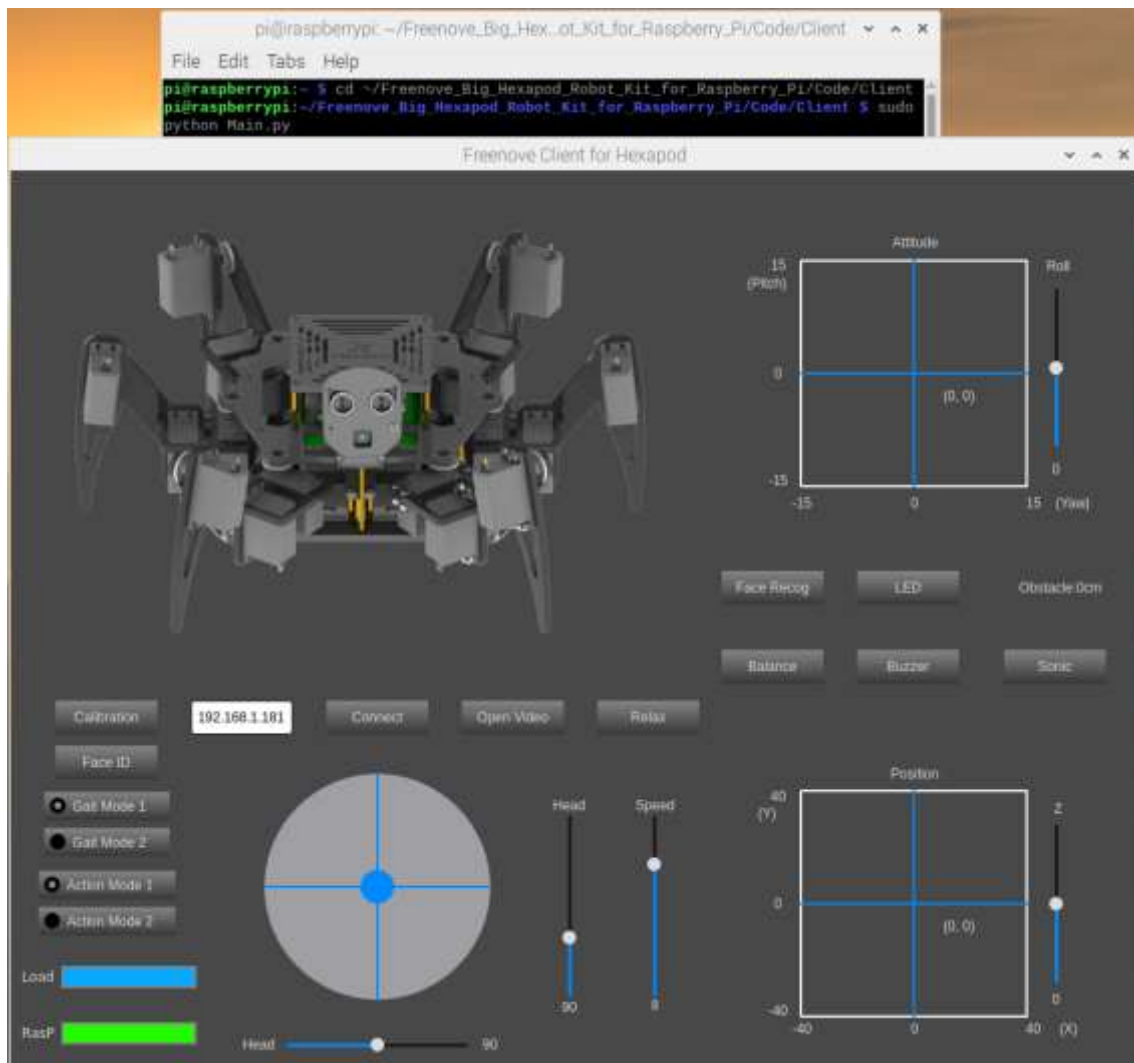 pi@raspberrypi: ~/Freenove_Big_Hex...ot_Kit_for_Raspberry_Pi/Code/Client
File Edit Tabs Help
pi@raspberrypi:~ $ cd ~/Freenove_Big_Hexapod_Robot_Kit_for_Raspberry_Pi/Code/Client
pi@raspberrypi:~/Freenove_Big_Hexapod_Robot_Kit_for_Raspberry_Pi/Code/Client $ sudo
python Main.py
Freenove Client for Hexapod
Attitude
15
(Pitch)
Roll
0
(0, 0)
-15
0
-15
0
15 (Yaw)
Face Recog
LED
Obstacle:0cm
Balance
Buzzer
Sonic
Calibration
192.168.1.181
Connect
Open Video
Relax
Face ID
Gait Mode 1
Gait Mode 2
Action Mode 1
Action Mode 2
Load
RasP
Head
90
Speed
8
Head
90
Position
40
(Y)
Z
0
(0, 0)
-40
0
-40
0
40 (X)